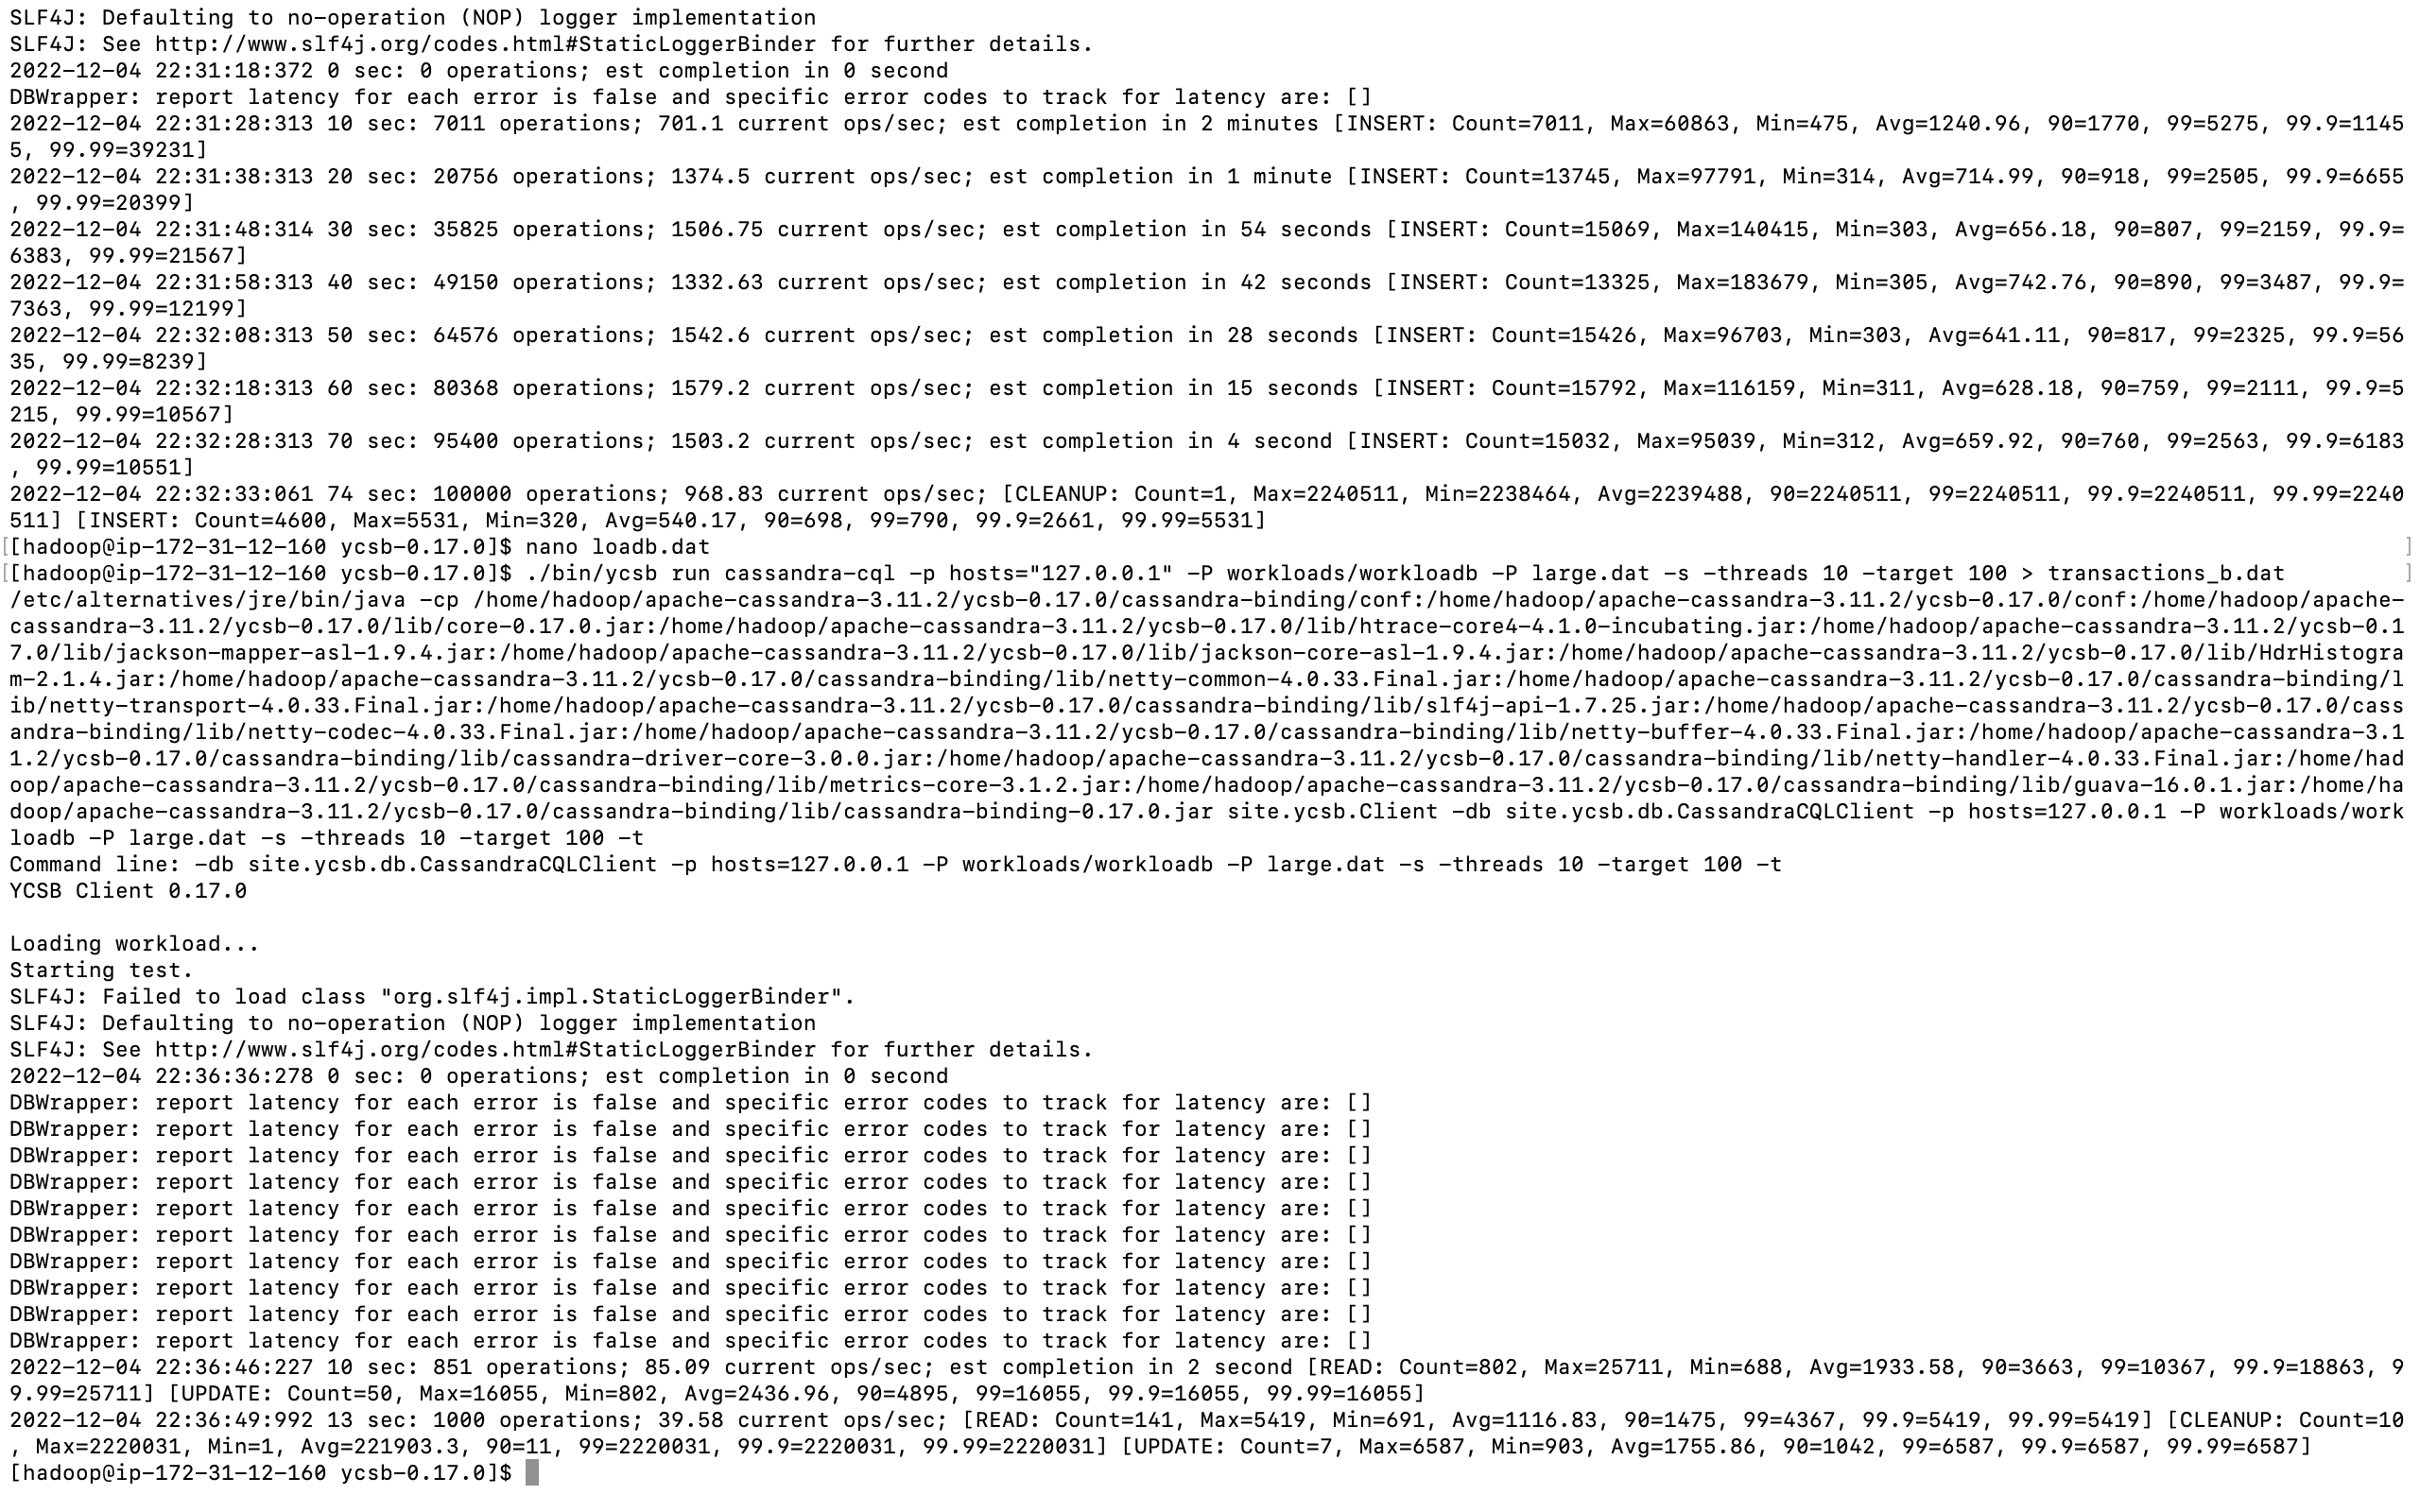 SLF4J: Defaulting to no-operation (NOP) logger implementation
SLF4J: See http://www.slf4j.org/codes.html#StaticLoggerBinder for further details.
2022-12-04 22:31:18:372 0 sec: 0 operations; est completion in 0 second
DBWrapper: report latency for each error is false and specific error codes to track for latency are: []
2022-12-04 22:31:28:313 10 sec: 7011 operations; 701.1 current ops/sec; est completion in 2 minutes [INSERT: Count=7011, Max=60863, Min=475, Avg=1240.96, 90=1770, 99=5275, 99.9=1145
5, 99.99=39231]
2022-12-04 22:31:38:313 20 sec: 20756 operations; 1374.5 current ops/sec; est completion in 1 minute [INSERT: Count=13745, Max=97791, Min=314, Avg=714.99, 90=918, 99=2505, 99.9=6655
, 99.99=20399]
2022-12-04 22:31:48:314 30 sec: 35825 operations; 1506.75 current ops/sec; est completion in 54 seconds [INSERT: Count=15069, Max=140415, Min=303, Avg=656.18, 90=807, 99=2159, 99.9=
6383, 99.99=21567]
2022-12-04 22:31:58:313 40 sec: 49150 operations; 1332.63 current ops/sec; est completion in 42 seconds [INSERT: Count=13325, Max=183679, Min=305, Avg=742.76, 90=890, 99=3487, 99.9=
7363, 99.99=12199]
2022-12-04 22:32:08:313 50 sec: 64576 operations; 1542.6 current ops/sec; est completion in 28 seconds [INSERT: Count=15426, Max=96703, Min=303, Avg=641.11, 90=817, 99=2325, 99.9=56
35, 99.99=8239]
2022-12-04 22:32:18:313 60 sec: 80368 operations; 1579.2 current ops/sec; est completion in 15 seconds [INSERT: Count=15792, Max=116159, Min=311, Avg=628.18, 90=759, 99=2111, 99.9=5
215, 99.99=10567]
2022-12-04 22:32:28:313 70 sec: 95400 operations; 1503.2 current ops/sec; est completion in 4 second [INSERT: Count=15032, Max=95039, Min=312, Avg=659.92, 90=760, 99=2563, 99.9=6183
, 99.99=10551]
2022-12-04 22:32:33:061 74 sec: 100000 operations; 968.83 current ops/sec; [CLEANUP: Count=1, Max=2240511, Min=2238464, Avg=2239488, 90=2240511, 99=2240511, 99.9=2240511, 99.99=2240
511] [INSERT: Count=4600, Max=5531, Min=320, Avg=540.17, 90=698, 99=790, 99.9=2661, 99.99=5531]
[[hadoop@ip-172-31-12-160 ycsb-0.17.0]$ nano loadb.dat ]
[[hadoop@ip-172-31-12-160 ycsb-0.17.0]$ ./bin/ycsb run cassandra-cql -p hosts="127.0.0.1" -P workloads/workloadb -P large.dat -s -threads 10 -target 100 > transactions_b.dat ]
/etc/alternatives/jre/bin/java -cp /home/hadoop/apache-cassandra-3.11.2/ycsb-0.17.0/cassandra-binding/conf:/home/hadoop/apache-cassandra-3.11.2/ycsb-0.17.0/conf:/home/hadoop/apache-
cassandra-3.11.2/ycsb-0.17.0/lib/core-0.17.0.jar:/home/hadoop/apache-cassandra-3.11.2/ycsb-0.17.0/lib/htrace-core4-4.1.0-incubating.jar:/home/hadoop/apache-cassandra-3.11.2/ycsb-0.1
7.0/lib/jackson-mapper-asl-1.9.4.jar:/home/hadoop/apache-cassandra-3.11.2/ycsb-0.17.0/lib/jackson-core-asl-1.9.4.jar:/home/hadoop/apache-cassandra-3.11.2/ycsb-0.17.0/lib/HdrHistogra
m-2.1.4.jar:/home/hadoop/apache-cassandra-3.11.2/ycsb-0.17.0/cassandra-binding/lib/netty-common-4.0.33.Final.jar:/home/hadoop/apache-cassandra-3.11.2/ycsb-0.17.0/cassandra-binding/l
ib/netty-transport-4.0.33.Final.jar:/home/hadoop/apache-cassandra-3.11.2/ycsb-0.17.0/cassandra-binding/lib/slf4j-api-1.7.25.jar:/home/hadoop/apache-cassandra-3.11.2/ycsb-0.17.0/cass
andra-binding/lib/netty-codec-4.0.33.Final.jar:/home/hadoop/apache-cassandra-3.11.2/ycsb-0.17.0/cassandra-binding/lib/netty-buffer-4.0.33.Final.jar:/home/hadoop/apache-cassandra-3.1
1.2/ycsb-0.17.0/cassandra-binding/lib/cassandra-driver-core-3.0.0.jar:/home/hadoop/apache-cassandra-3.11.2/ycsb-0.17.0/cassandra-binding/lib/netty-handler-4.0.33.Final.jar:/home/had
oop/apache-cassandra-3.11.2/ycsb-0.17.0/cassandra-binding/lib/metrics-core-3.1.2.jar:/home/hadoop/apache-cassandra-3.11.2/ycsb-0.17.0/cassandra-binding/lib/guava-16.0.1.jar:/home/ha
doop/apache-cassandra-3.11.2/ycsb-0.17.0/cassandra-binding/lib/cassandra-binding-0.17.0.jar site.ycsb.Client -db site.ycsb.db.CassandraCQLClient -p hosts=127.0.0.1 -P workloads/work
loadb -P large.dat -s -threads 10 -target 100 -t
Command line: -db site.ycsb.db.CassandraCQLClient -p hosts=127.0.0.1 -P workloads/workloadb -P large.dat -s -threads 10 -target 100 -t
YCSB Client 0.17.0
Loading workload...
Starting test.
SLF4J: Failed to load class "org.slf4j.impl.StaticLoggerBinder".
SLF4J: Defaulting to no-operation (NOP) logger implementation
SLF4J: See http://www.slf4j.org/codes.html#StaticLoggerBinder for further details.
2022-12-04 22:36:36:278 0 sec: 0 operations; est completion in 0 second
DBWrapper: report latency for each error is false and specific error codes to track for latency are: []
DBWrapper: report latency for each error is false and specific error codes to track for latency are: []
DBWrapper: report latency for each error is false and specific error codes to track for latency are: []
DBWrapper: report latency for each error is false and specific error codes to track for latency are: []
DBWrapper: report latency for each error is false and specific error codes to track for latency are: []
DBWrapper: report latency for each error is false and specific error codes to track for latency are: []
DBWrapper: report latency for each error is false and specific error codes to track for latency are: []
DBWrapper: report latency for each error is false and specific error codes to track for latency are: []
DBWrapper: report latency for each error is false and specific error codes to track for latency are: []
DBWrapper: report latency for each error is false and specific error codes to track for latency are: []
2022-12-04 22:36:46:227 10 sec: 851 operations; 85.09 current ops/sec; est completion in 2 second [READ: Count=802, Max=25711, Min=688, Avg=1933.58, 90=3663, 99=10367, 99.9=18863, 9
9.99=25711] [UPDATE: Count=50, Max=16055, Min=802, Avg=2436.96, 90=4895, 99=16055, 99.9=16055, 99.99=16055]
2022-12-04 22:36:49:992 13 sec: 1000 operations; 39.58 current ops/sec; [READ: Count=141, Max=5419, Min=691, Avg=1116.83, 90=1475, 99=4367, 99.9=5419, 99.99=5419] [CLEANUP: Count=10
, Max=2220031, Min=1, Avg=221903.3, 90=11, 99=2220031, 99.9=2220031, 99.99=2220031] [UPDATE: Count=7, Max=6587, Min=903, Avg=1755.86, 90=1042, 99=6587, 99.9=6587, 99.99=6587]
[hadoop@ip-172-31-12-160 ycsb-0.17.0]$